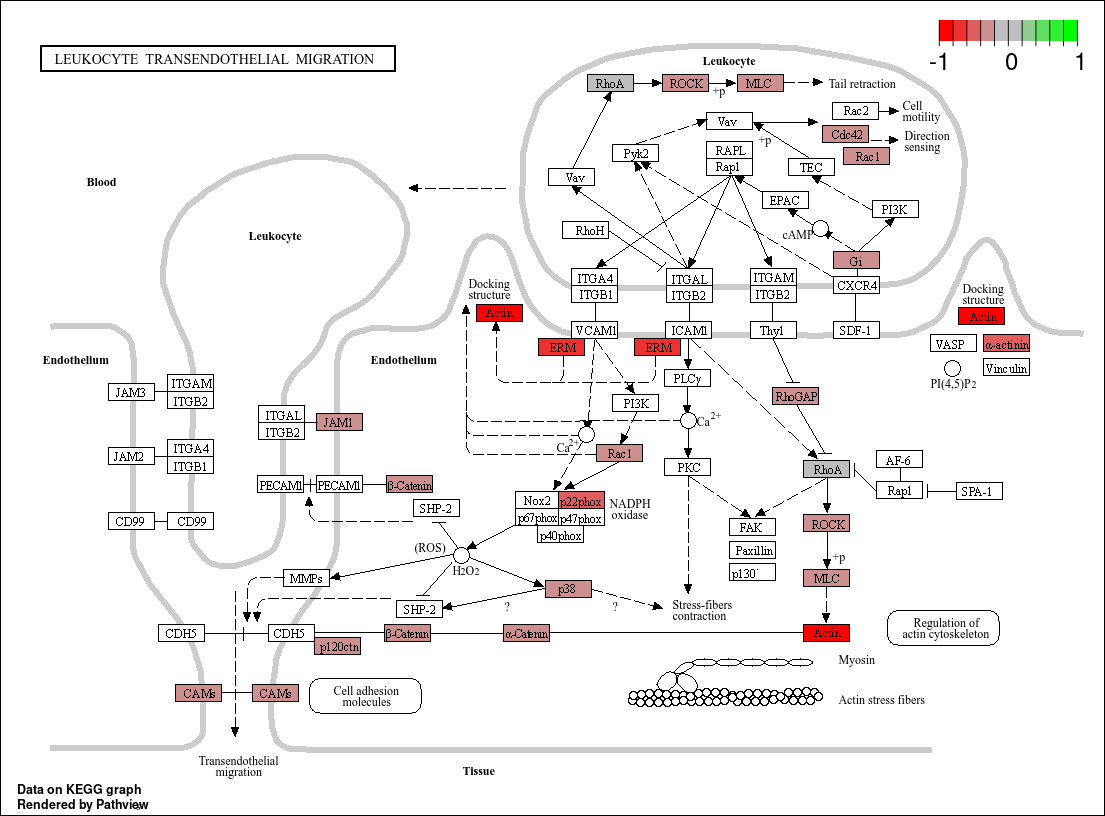 LEUKOCYTE TRANSENDOTHELIAL MIGRATION
-1
0
1
Leukocyte
RhoA
ROCK
+p
MLC
Tail retraction
Rac2
Cell
motility
Vav
+p
Cdc42
Direction
sensing
Rac1
Pyk2
RAPL
Rap1
TEC
Vav
EPAC
PI3K
RhoH
cAMP
Gi
Blood
Leukocyte
ITGA4
ITGB1
ITGAL
ITGB2
ITGAM
ITGB2
CXCR4
Docking
structure
Actin
Docking
structure
Actin
VCAM1
ICAM1
Thy1
SDF-1
ERM
ERM
VASP
α-actinin
PI(4,5)P2
Vinculin
Endothelium
Endothelium
JAM3
ITGAM
ITGB2
PLCγ
PI3K
RhoGAP
ITGAL
ITGB2
JAM1
Ca2+
Ca2+
JAM2
ITGA4
ITGB1
Rac1
PKC
RhoA
AF-6
Rap1
SPA-1
PECAM1
PECAM1
β-Catenin
SHP-2
Nox2
p22phox
p67phox
p47phox
p40phox
NADPH
oxidase
CD99
CD99
FAK
Paxillin
p130
ROCK
+p
MLC
(ROS)
H2O2
MMPs
p38
?
?
SHP-2
Stress-fibers
contraction
CDH5
CDH5
p120ctn
β-Catenin
α-Catenin
Actin
Regulation of
actin cytoskeleton
Myosin
Actin stress fibers
CAMs
CAMs
Cell adhesion
molecules
Transendothelial
migration
Tissue
Data on KEGG graph
Rendered by Pathview